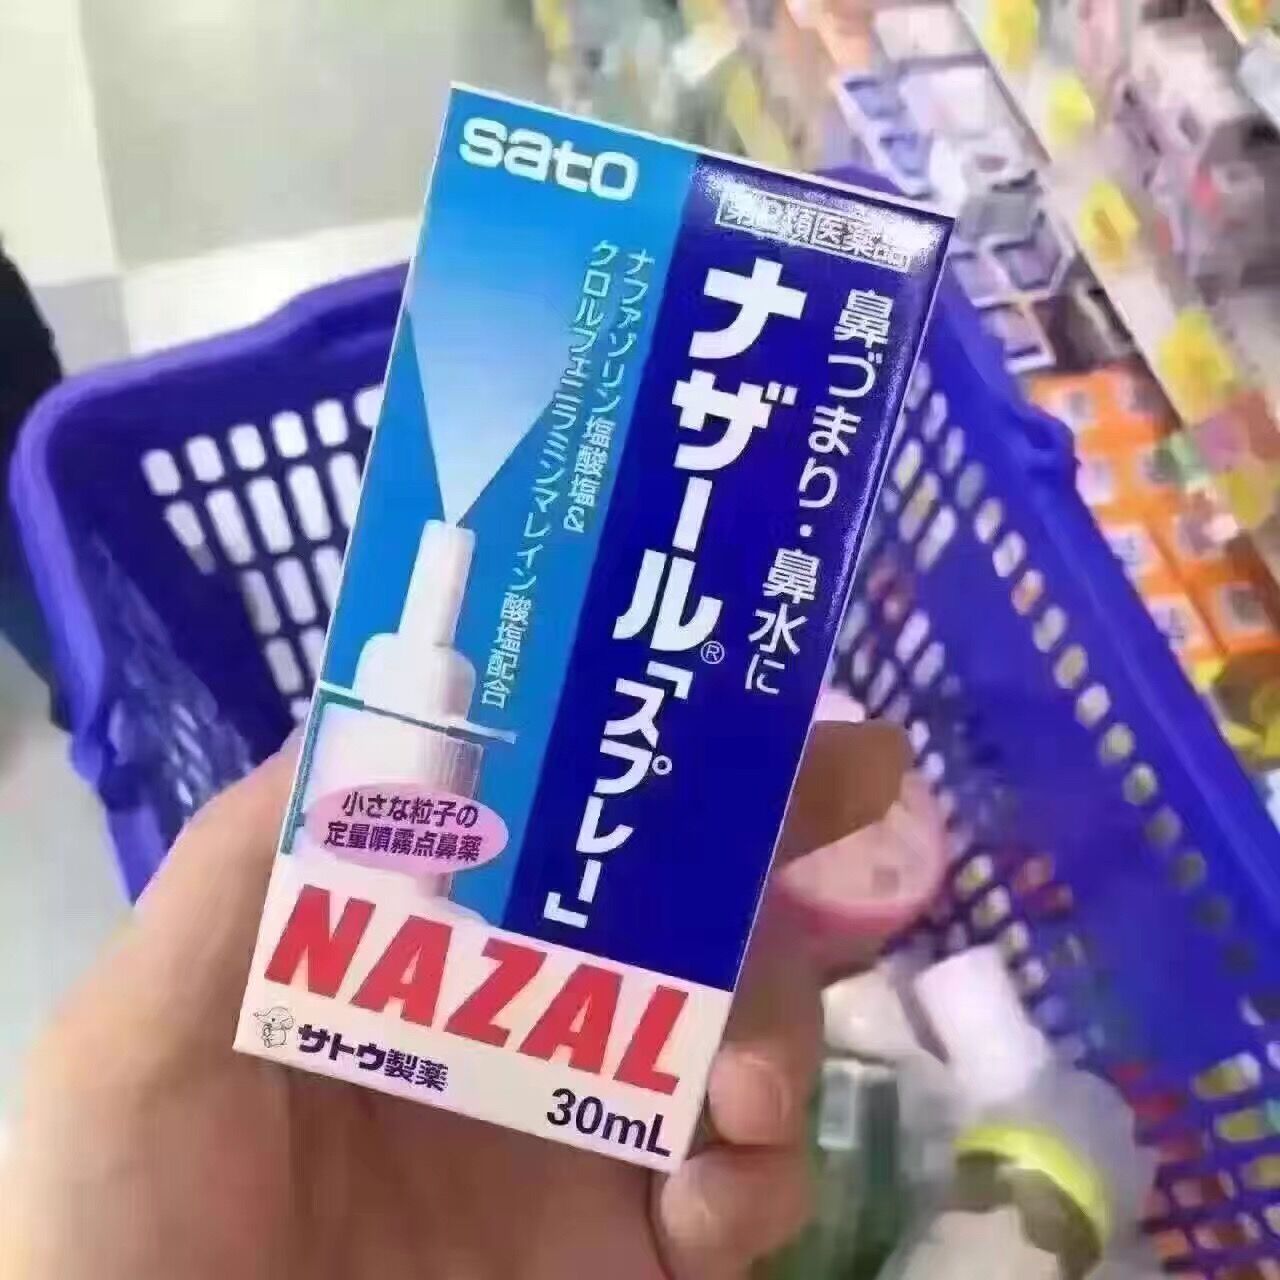 sato
第2類医薬品
鼻づまり・鼻水に
ナザール®「スプレー」
ナファゾリン塩酸塩&
クロルフェニラミンマレイン酸塩配合
小さな粒子の
定量噴霧点鼻薬
NAZAL
サトウ製薬
30mL